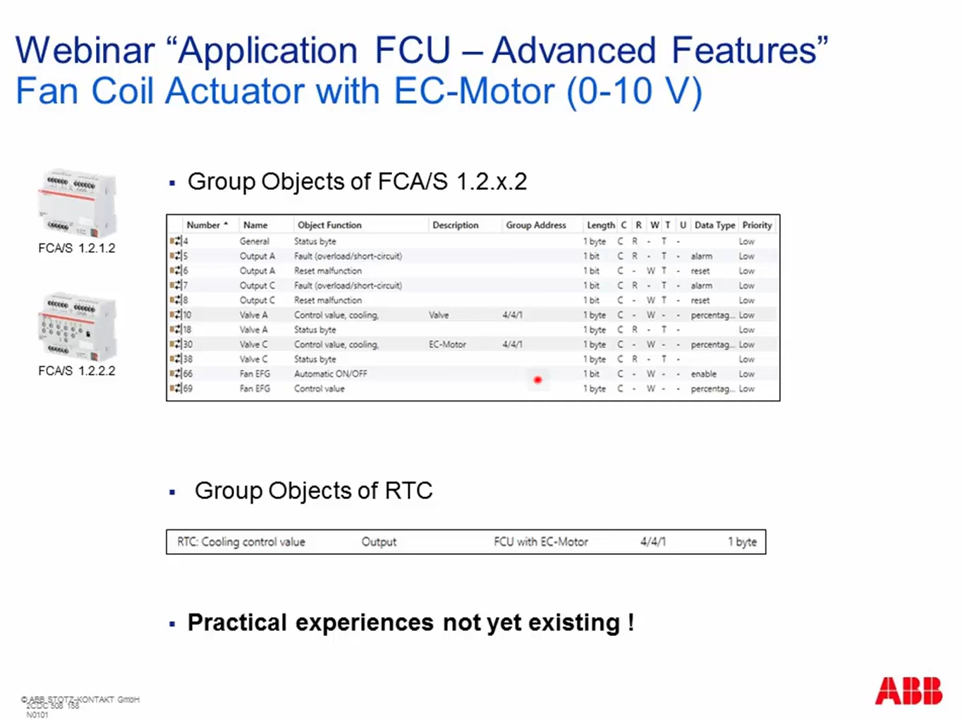 Webinar “Application FCU – Advanced Features”
Fan Coil Actuator with EC-Motor (0-10 V)
▪ Group Objects of FCA/S 1.2.x.2
FCA/S 1.2.1.2
FCA/S 1.2.2.2
Number Name Object Function Description Group Address Length C R W T U Data Type Priority
4 General Status byte 1 byte C R - T - Low
5 Output A Fault (overload/short-circuit) 1 bit C R - T - alarm Low
6 Output A Reset malfunction 1 bit C - W T - reset Low
7 Output C Fault (overload/short-circuit) 1 bit C R - T - alarm Low
8 Output C Reset malfunction 1 bit C - W T - reset Low
10 Valve A Control value, cooling, Valve 4/4/1 1 byte C - W - - percentag... Low
18 Valve A Status byte 1 byte C R - T - Low
30 Valve C Control value, cooling, EC-Motor 4/4/1 1 byte C - W - - percentag... Low
38 Valve C Status byte 1 byte C R - T - Low
66 Fan EFG Automatic ON/OFF 1 bit C - W - - enable Low
69 Fan EFG Control value 1 byte C - W - - percentag... Low
▪ Group Objects of RTC
RTC: Cooling control value Output FCU with EC-Motor 4/4/1 1 byte
▪ Practical experiences not yet existing !
© ABB STOTZ-KONTAKT GmbH
N0101
ABB